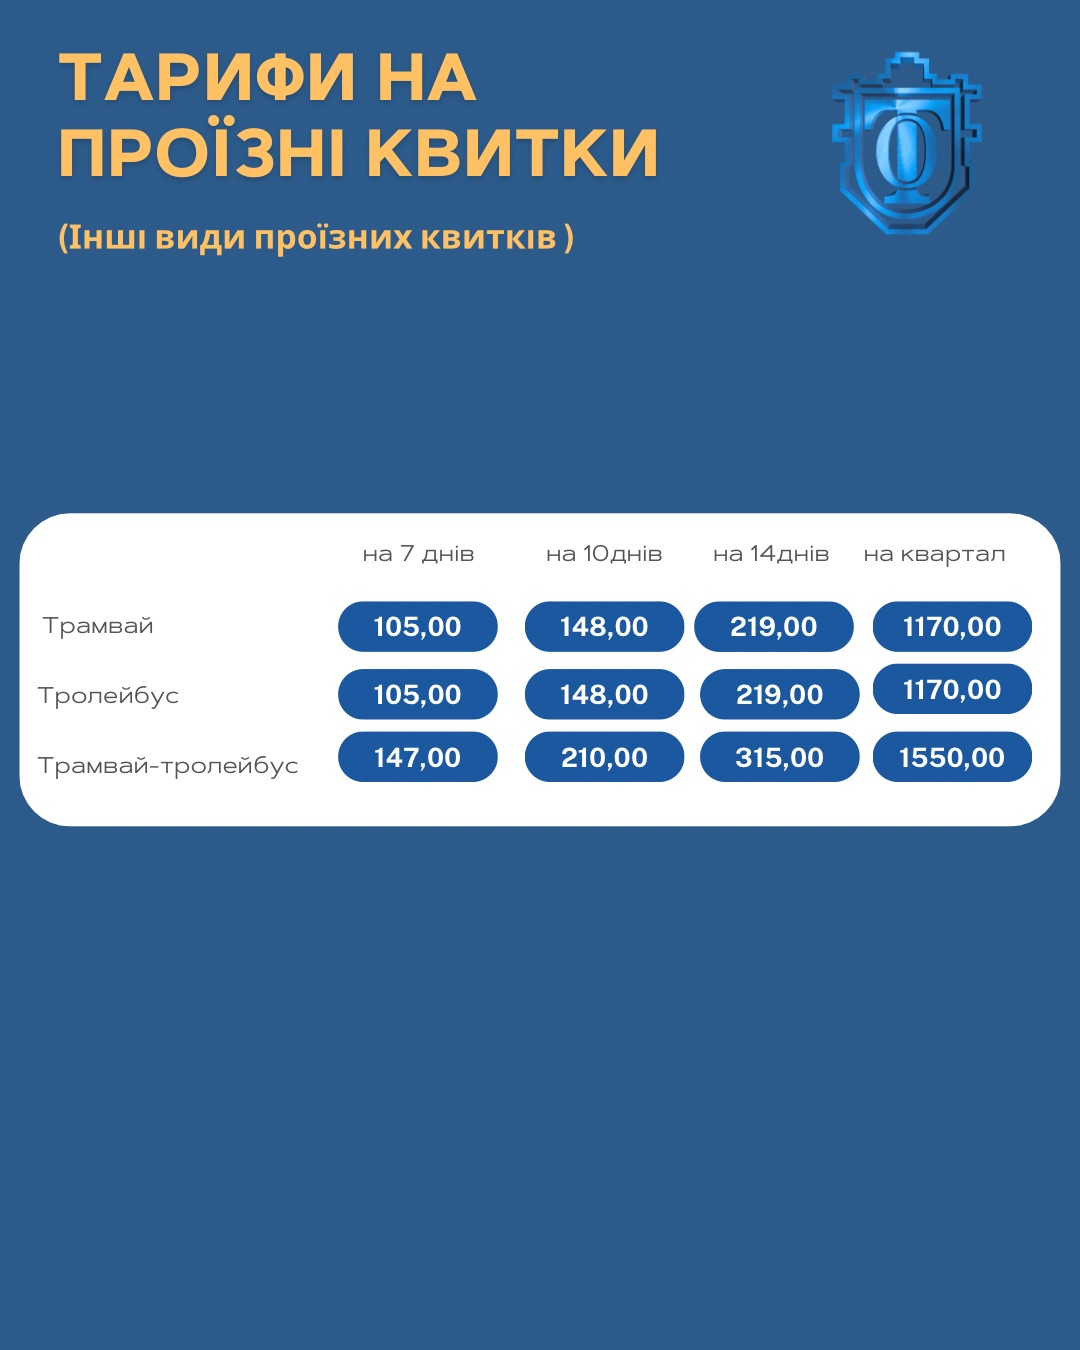 ТАРИФИ НА
ПРОЇЗНІ КВИТКИ
(Інші види проїзних квитків )
на 7 днів на 10днів на 14днів на квартал
Трамвай 105,00 148,00 219,00 1170,00
Тролейбус 105,00 148,00 219,00 1170,00
Трамвай-тролейбус 147,00 210,00 315,00 1550,00